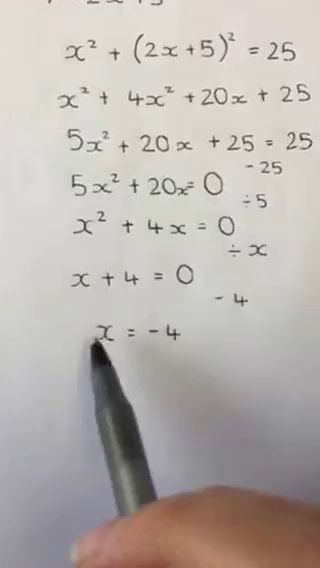 x² + (2x+5)² = 25
x² + 4x² + 20x + 25
5x² + 20x + 25 = 25
- 25
5x² + 20x = 0
÷ 5
x² + 4x = 0
÷ x
x + 4 = 0
- 4
x = - 4